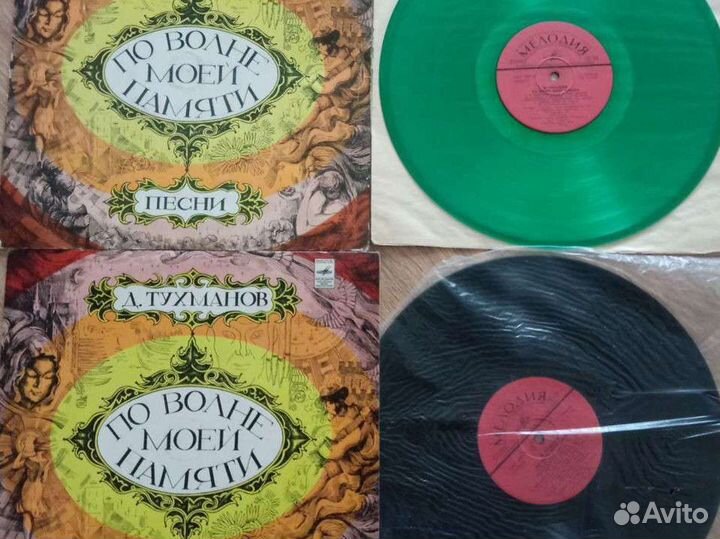 ПО ВОЛНЕ
МОЕЙ
ПАМЯТИ
ПЕСНИ
МЕЛОДИЯ
Д. ТУХМАНОВ
ПО ВОЛНЕ
МОЕЙ
ПАМЯТИ
МЕЛОДИЯ
Avito